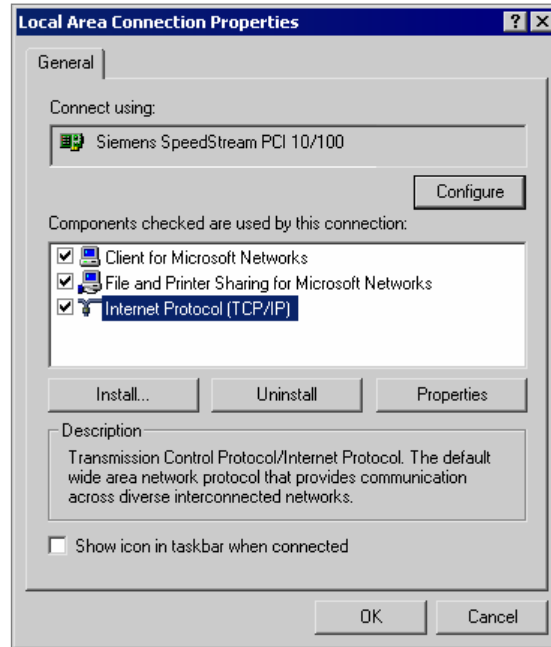 Local Area Connection Properties
General
Connect using:
Siemens SpeedStream PCI 10/100
Configure
Components checked are used by this connection:
Client for Microsoft Networks
File and Printer Sharing for Microsoft Networks
Internet Protocol (TCP/IP)
Install... Uninstall Properties
Description
Transmission Control Protocol/Internet Protocol. The default
wide area network protocol that provides communication
across diverse interconnected networks.
Show icon in taskbar when connected
OK Cancel